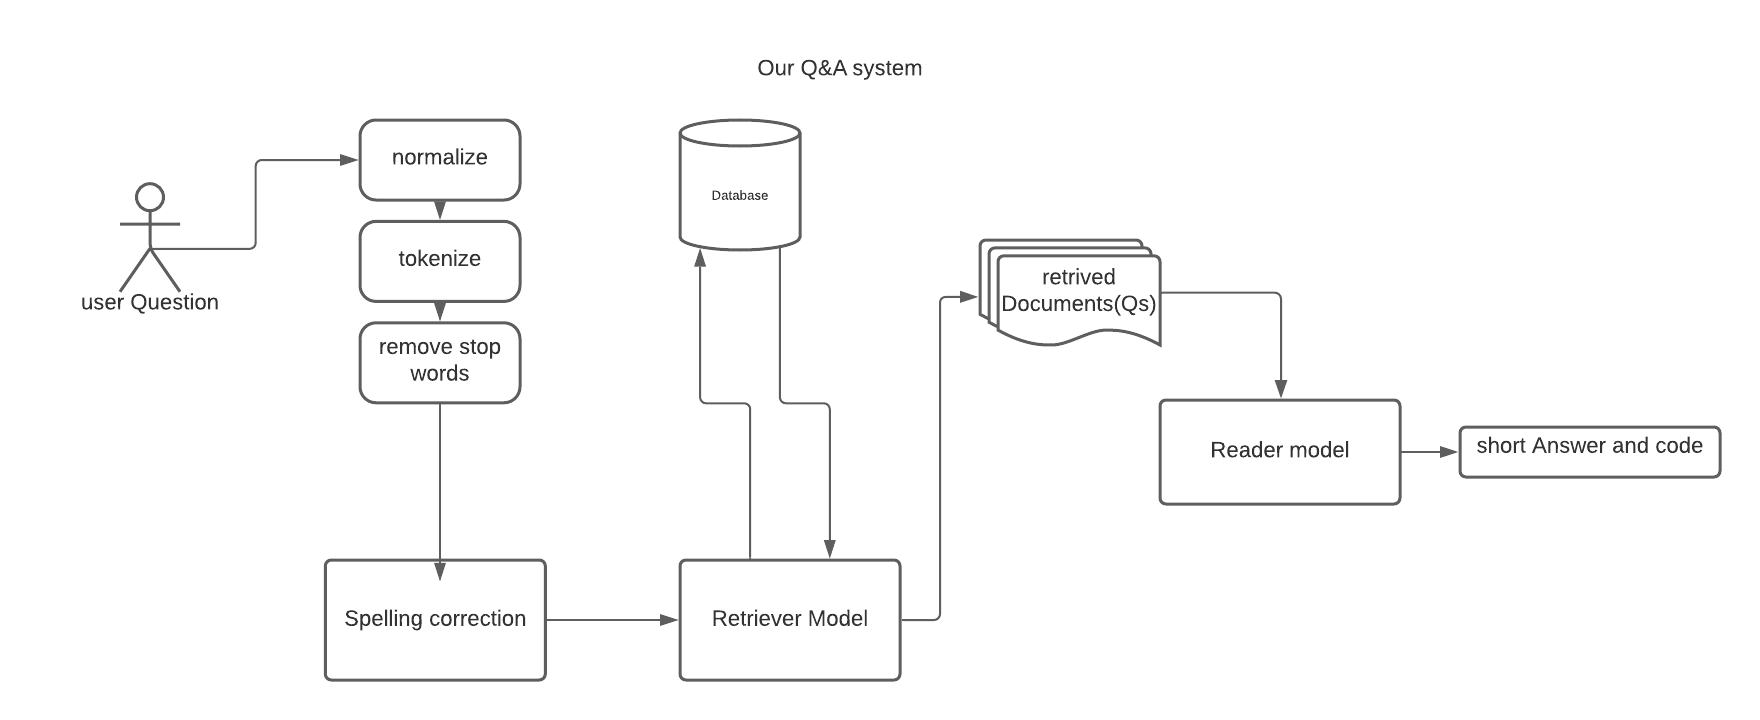 Our Q&A system
user Question
normalize
tokenize
remove stop
words
Spelling correction
Database
Retriever Model
retrived
Documents(Qs)
Reader model
short Answer and code